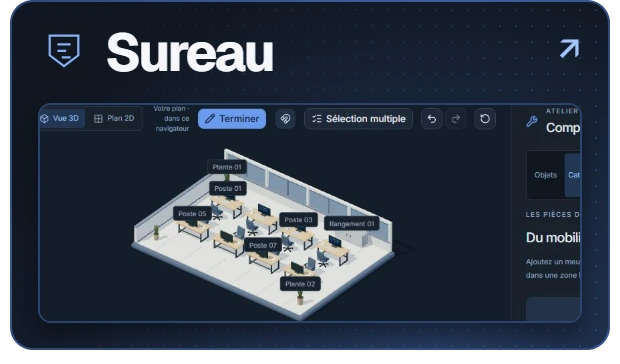 Sureau
Vue 3D
Plan 2D
Votre plan ·
dans ce
navigateur
Terminer
Sélection multiple
ATELIER
Comp
Objets
Cat
LES PIÈCES D
Du mobili
Ajoutez un meu
dans une zone
Plante 01
Poste 01
Poste 05
Poste 03
Rangement 01
Poste 07
Plante 02